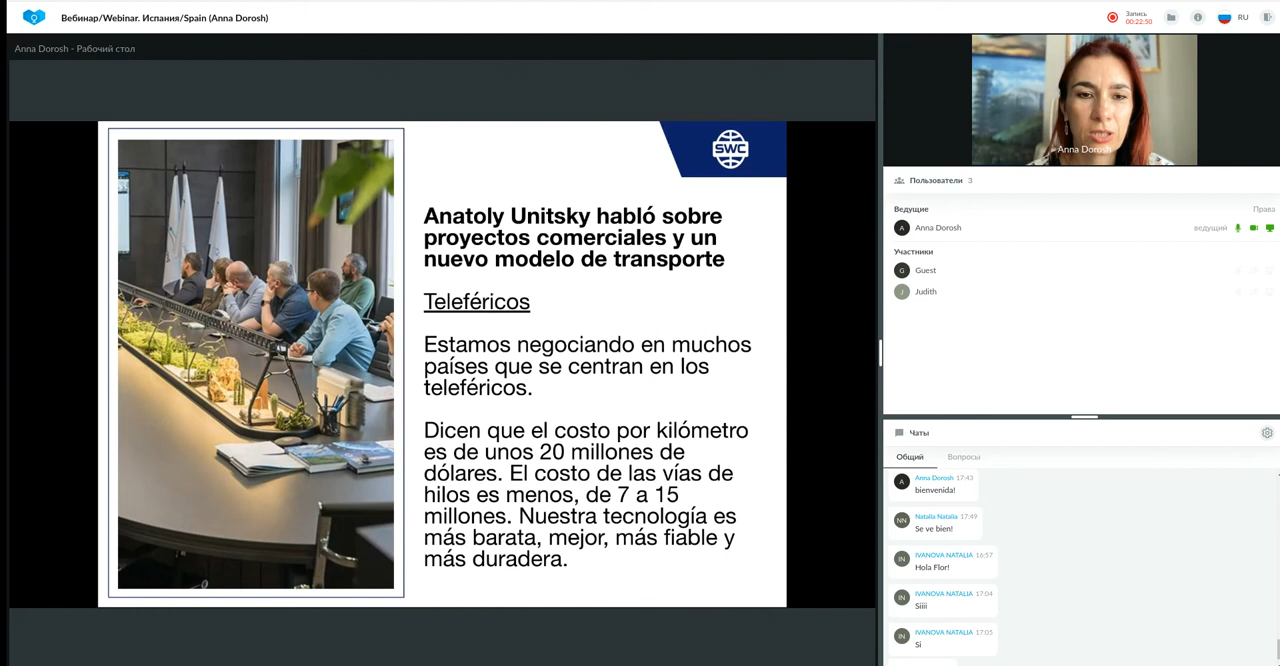 Вебинар/Webinar. Испания/Spain (Anna Dorosh)
Запись
00:22:50
RU
Anna Dorosh - Рабочий стол
SWC
Anatoly Unitsky habló sobre
proyectos comerciales y un
nuevo modelo de transporte
Teleféricos
Estamos negociando en muchos
países que se centran en los
teleféricos.
Dicen que el costo por kilómetro
es de unos 20 millones de
dólares. El costo de las vías de
hilos es menos, de 7 a 15
millones. Nuestra tecnología es
más barata, mejor, más fiable y
más duradera.
Anna Dorosh
Пользователи 3
Ведущие
Права
A Anna Dorosh
ведущий
Участники
G Guest
J Judith
Чаты
Общий
Вопросы
A Anna Dorosh 17:43
bienvenida!
NN Natalia Natalia 17:49
Se ve bien!
IN IVANOVA NATALIA 16:57
Hola Flor!
IN IVANOVA NATALIA 17:04
Siiii
IN IVANOVA NATALIA 17:05
Si